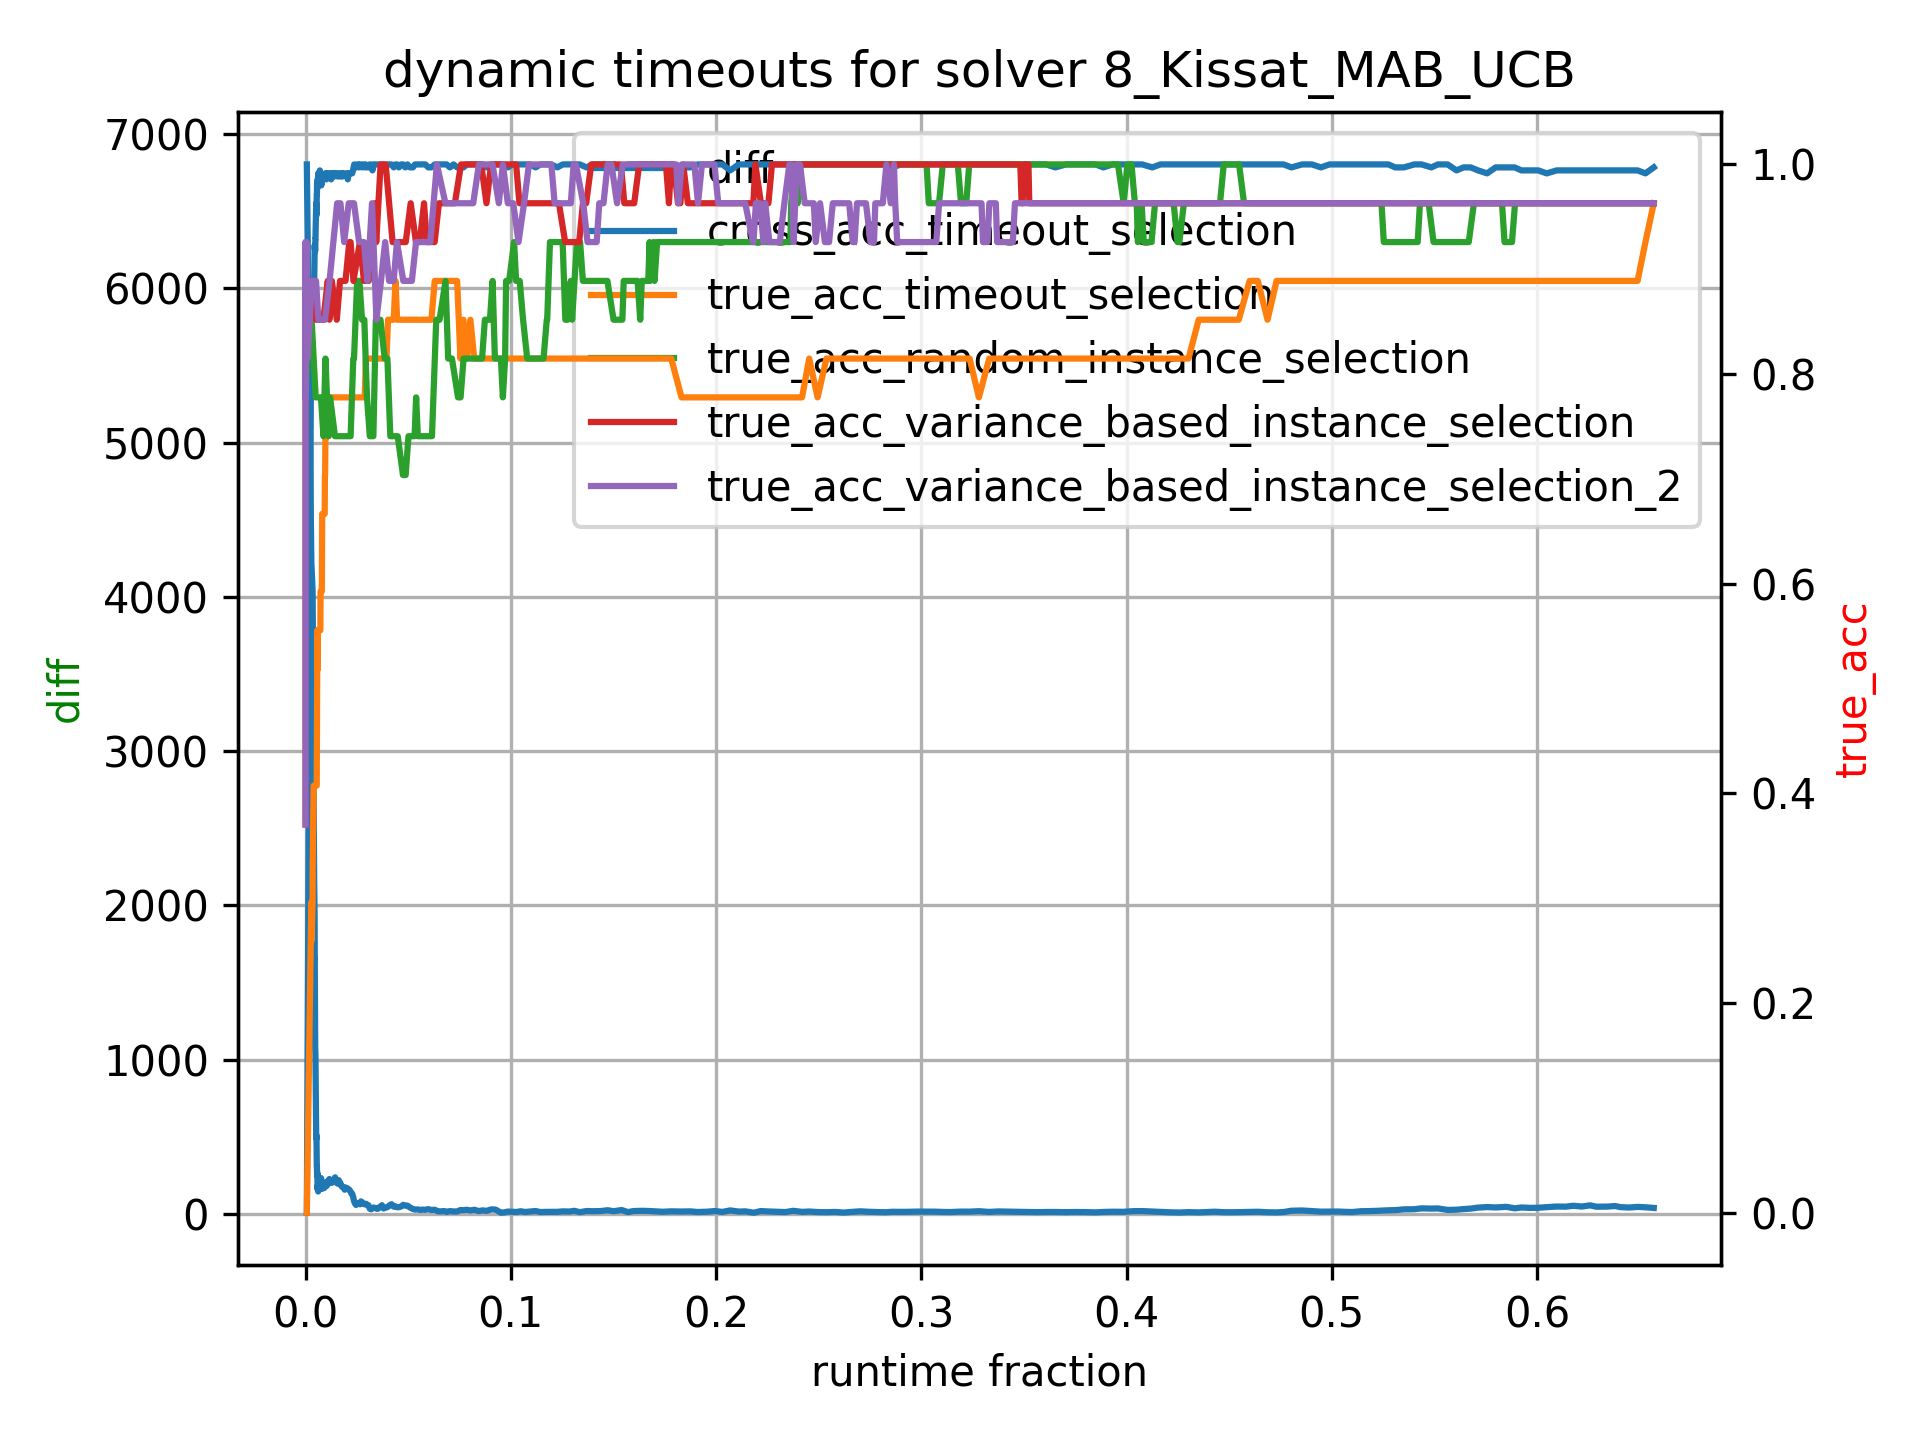 dynamic timeouts for solver 8_Kissat_MAB_UCB
7000
6000
5000
4000
3000
2000
1000
0
diff
diff
cross_acc_timeout_selection
true_acc_timeout_selection
true_acc_random_instance_selection
true_acc_variance_based_instance_selection
true_acc_variance_based_instance_selection_2
1.0
0.8
0.6
0.4
0.2
0.0
true_acc
0.0 0.1 0.2 0.3 0.4 0.5 0.6
runtime fraction